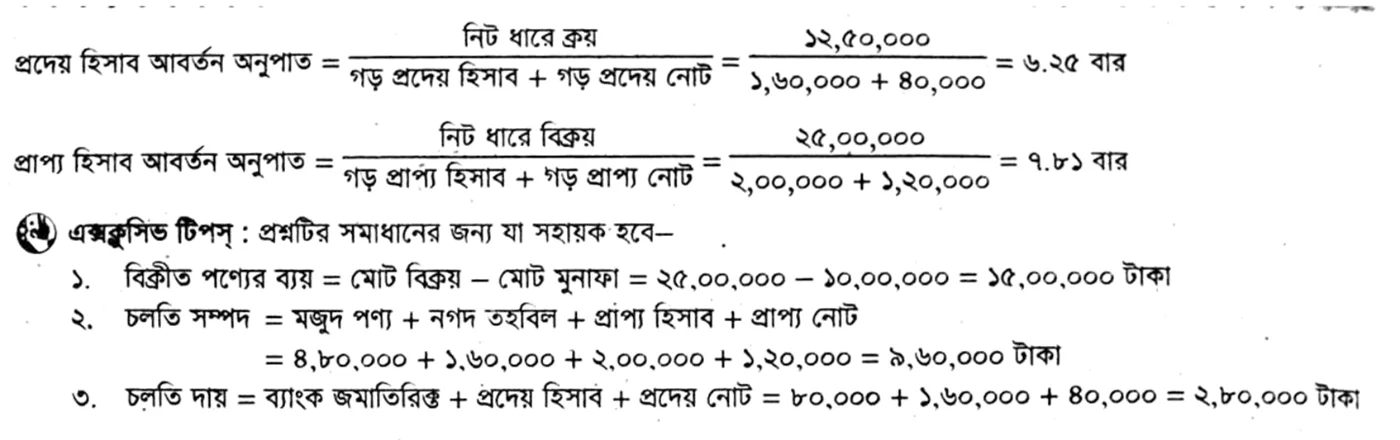 প্রদেয় হিসাব আবর্তন অনুপাত = নিট ধারে ক্রয় / গড় প্রদেয় হিসাব + গড় প্রদেয় নোট = ১২,৫০,০০০ / ১,৬০,০০০ + ৪০,০০০ = ৬.২৫ বার
প্রাপ্য হিসাব আবর্তন অনুপাত = নিট ধারে বিক্রয় / গড় প্রাপ্য হিসাব + গড় প্রাপ্য নোট = ২৫,০০,০০০ / ২,০০,০০০ + ১,২০,০০০ = ৭.৮১ বার
এক্সক্লুসিভ টিপস্ : প্রশ্নটির সমাধানের জন্য যা সহায়ক হবে–
১. বিক্রীত পণ্যের ব্যয় = মোট বিক্রয় – মোট মুনাফা = ২৫,০০,০০০ – ১০,০০,০০০ = ১৫,০০,০০০ টাকা
২. চলতি সম্পদ = মজুদ পণ্য + নগদ তহবিল + প্রাপ্য হিসাব + প্রাপ্য নোট
= ৪,৮০,০০০ + ১,৬০,০০০ + ২,০০,০০০ + ১,২০,০০০ = ৯,৬০,০০০ টাকা
৩. চলতি দায় = ব্যাংক জমাতিরিক্ত + প্রদেয় হিসাব + প্রদেয় নোট = ৮০,০০০ + ১,৬০,০০০ + ৪০,০০০ = ২,৮০,০০০ টাকা